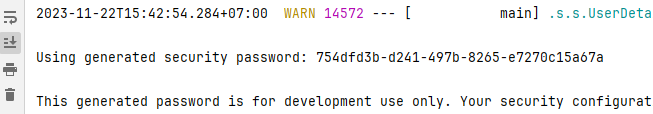 2023-11-22T15:42:54.284+07:00  WARN 14572 --- [           main] .s.s.UserDeta
Using generated security password: 754dfd3b-d241-497b-8265-e7270c15a67a
This generated password is for development use only. Your security configurat